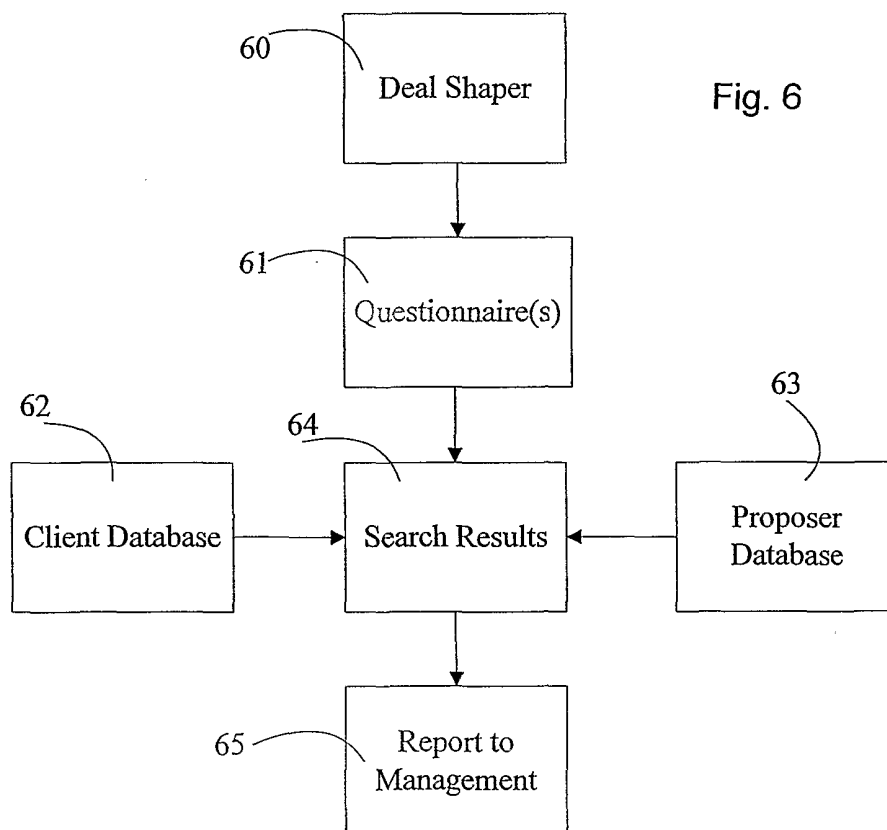 60
Deal Shaper
Fig. 6
61
Questionnaire(s)
62
63
64
Client Database
Search Results
Proposer
Database
65
Report to
Management